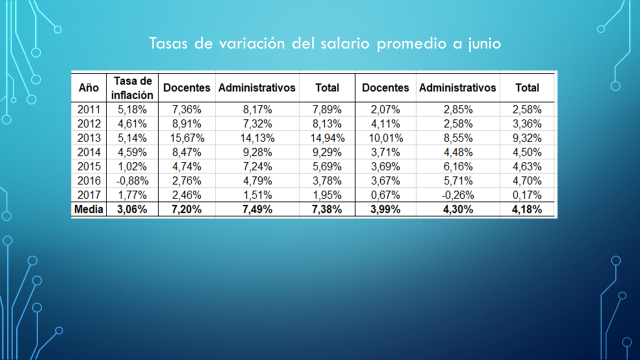 Tasas de variación del salario promedio a junio
Año Tasa de inflación Docentes Administrativos Total Docentes Administrativos Total
2011 5,18% 7,36% 8,17% 7,89% 2,07% 2,85% 2,58%
2012 4,61% 8,91% 7,32% 8,13% 4,11% 2,58% 3,36%
2013 5,14% 15,67% 14,13% 14,94% 10,01% 8,55% 9,32%
2014 4,59% 8,47% 9,28% 9,29% 3,71% 4,48% 4,50%
2015 1,02% 4,74% 7,24% 5,69% 3,69% 6,16% 4,63%
2016 -0,88% 2,76% 4,79% 3,78% 3,67% 5,71% 4,70%
2017 1,77% 2,46% 1,51% 1,95% 0,67% -0,26% 0,17%
Media 3,06% 7,20% 7,49% 7,38% 3,99% 4,30% 4,18%